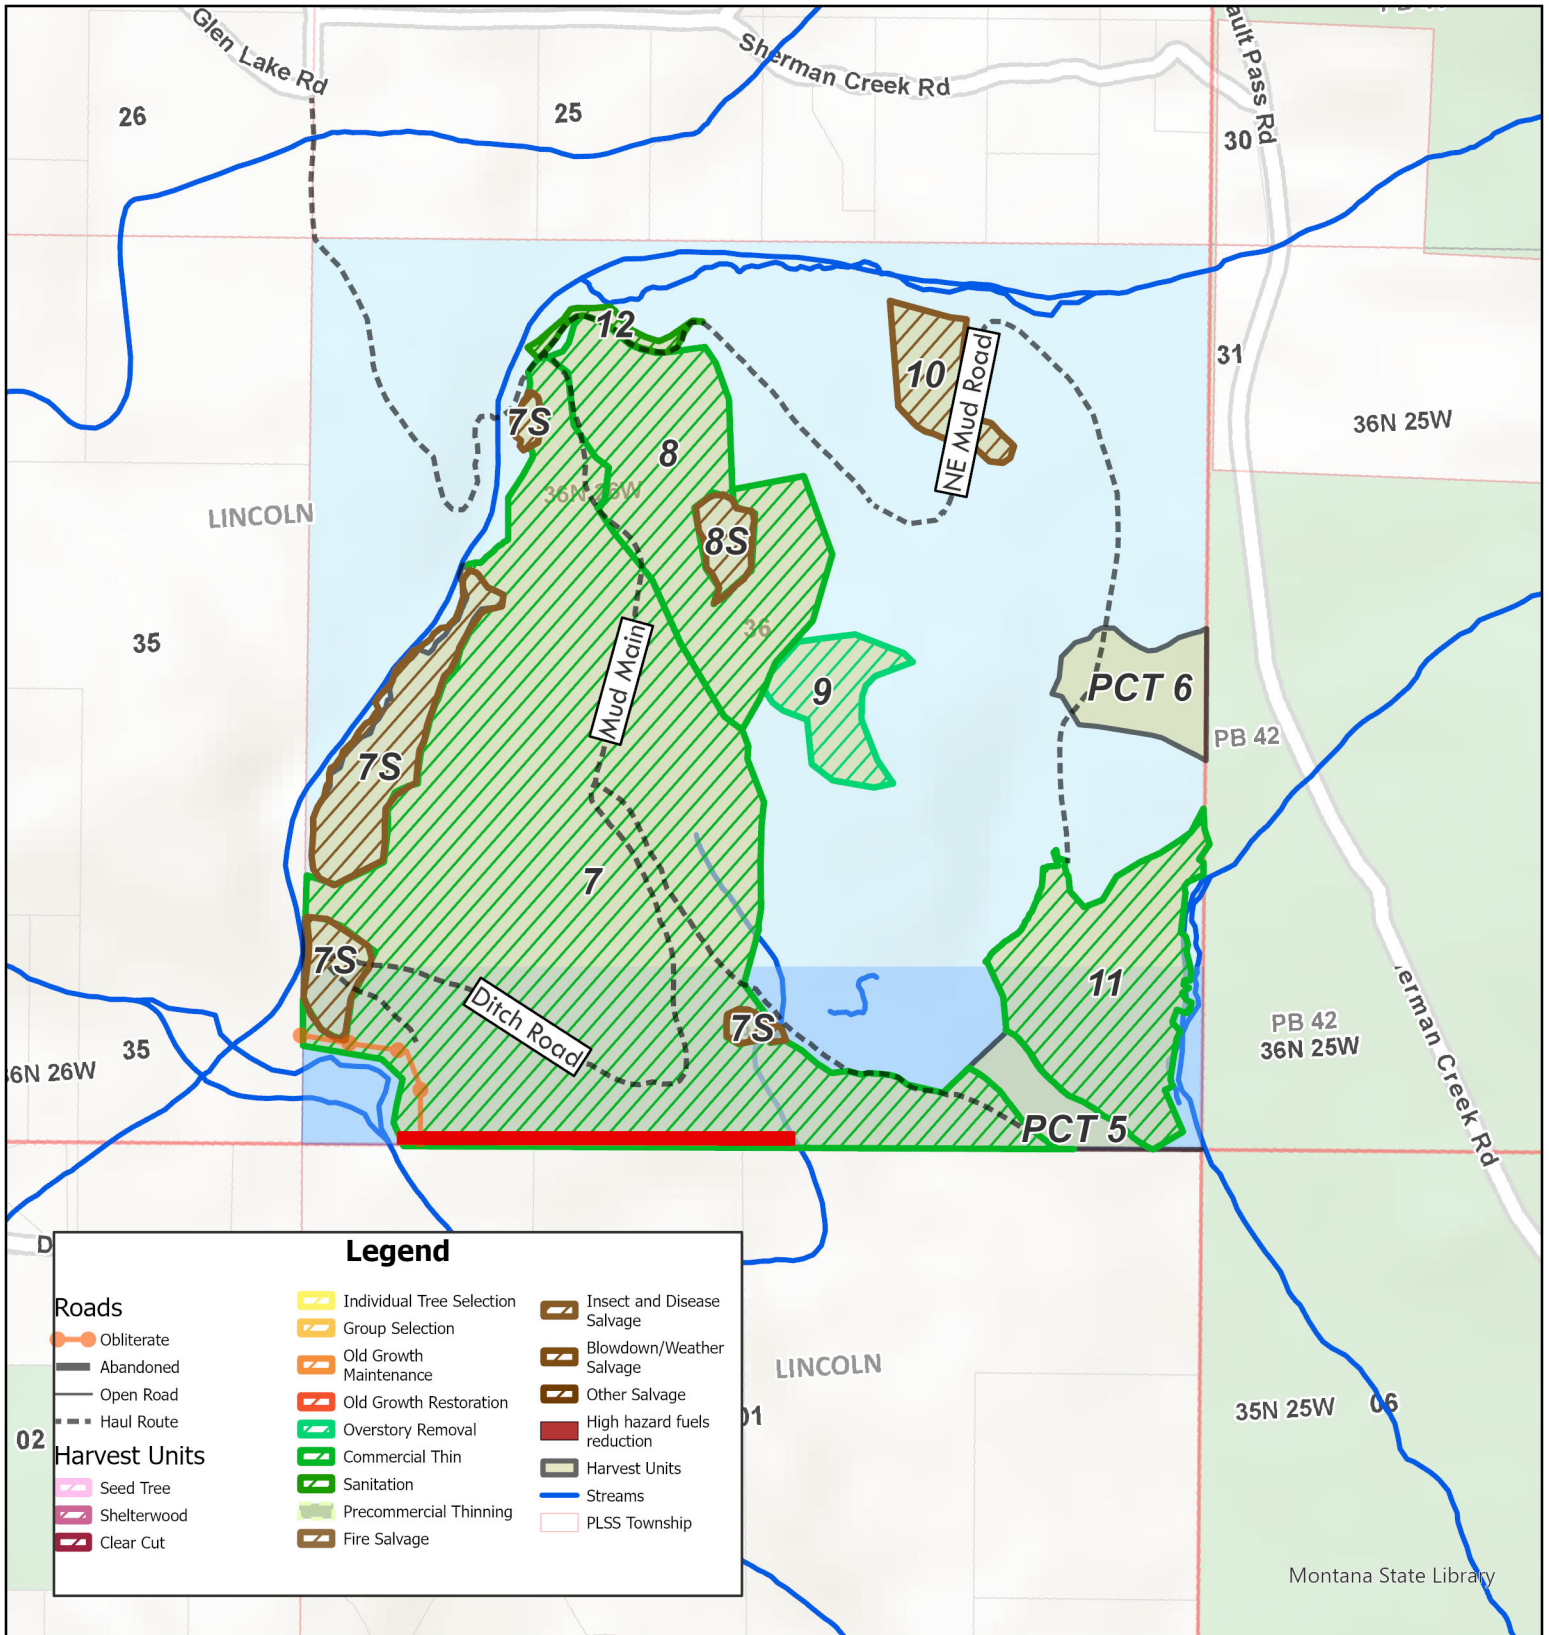 Glen Lake Rd
Sherman Creek Rd
ault Pass Rd
26
25
30
12
10
NE Mud Road
31
7S
8
36N 25W
36N 26W
LINCOLN
8S
36
35
Mud Main
9
PCT 6
PB 42
7S
7
7S
11
Ditch Road
7S
PB 42
36N 25W
35
6N 26W
erman Creek Rd
PCT 5
D
Legend
Roads
Obliterate
Abandoned
Open Road
Haul Route
Harvest Units
Seed Tree
Shelterwood
Clear Cut
Individual Tree Selection
Group Selection
Old Growth
Maintenance
Old Growth Restoration
Overstory Removal
Commercial Thin
Sanitation
Precommercial Thinning
Fire Salvage
Insect and Disease
Salvage
Blowdown/Weather
Salvage
Other Salvage
High hazard fuels
reduction
Harvest Units
Streams
PLSS Township
LINCOLN
01
02
35N 25W
06
Montana State Library